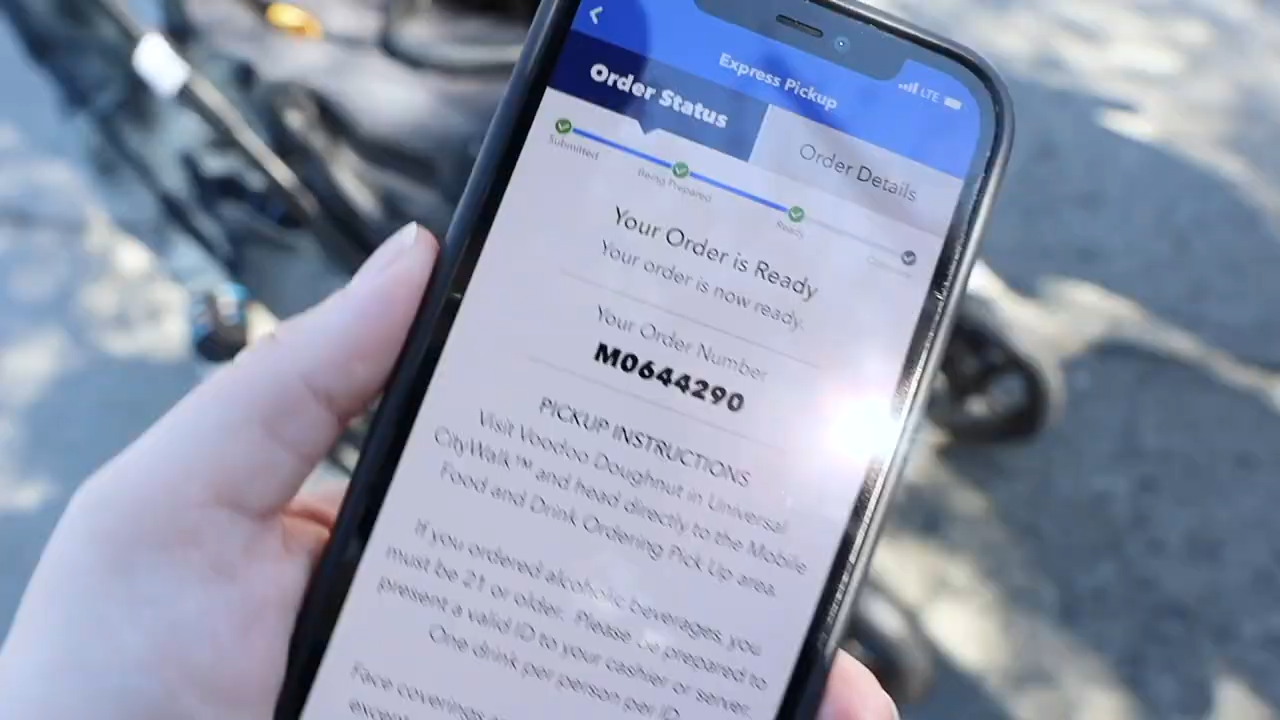 Express Pickup
LTE
Order Status
Order Details
Submitted
Being Prepared
Ready
Your Order is Ready
Your order is now ready.
Your Order Number
M0644290
PICKUP INSTRUCTIONS
Visit Voodoo Doughnut in Universal
CityWalk™ and head directly to the Mobile
Food and Drink Ordering Pick Up area.
If you ordered alcoholic beverages, you
must be 21 or older. Please be prepared to
present a valid ID to your cashier or server.
One drink per person per ID.
Face coverings